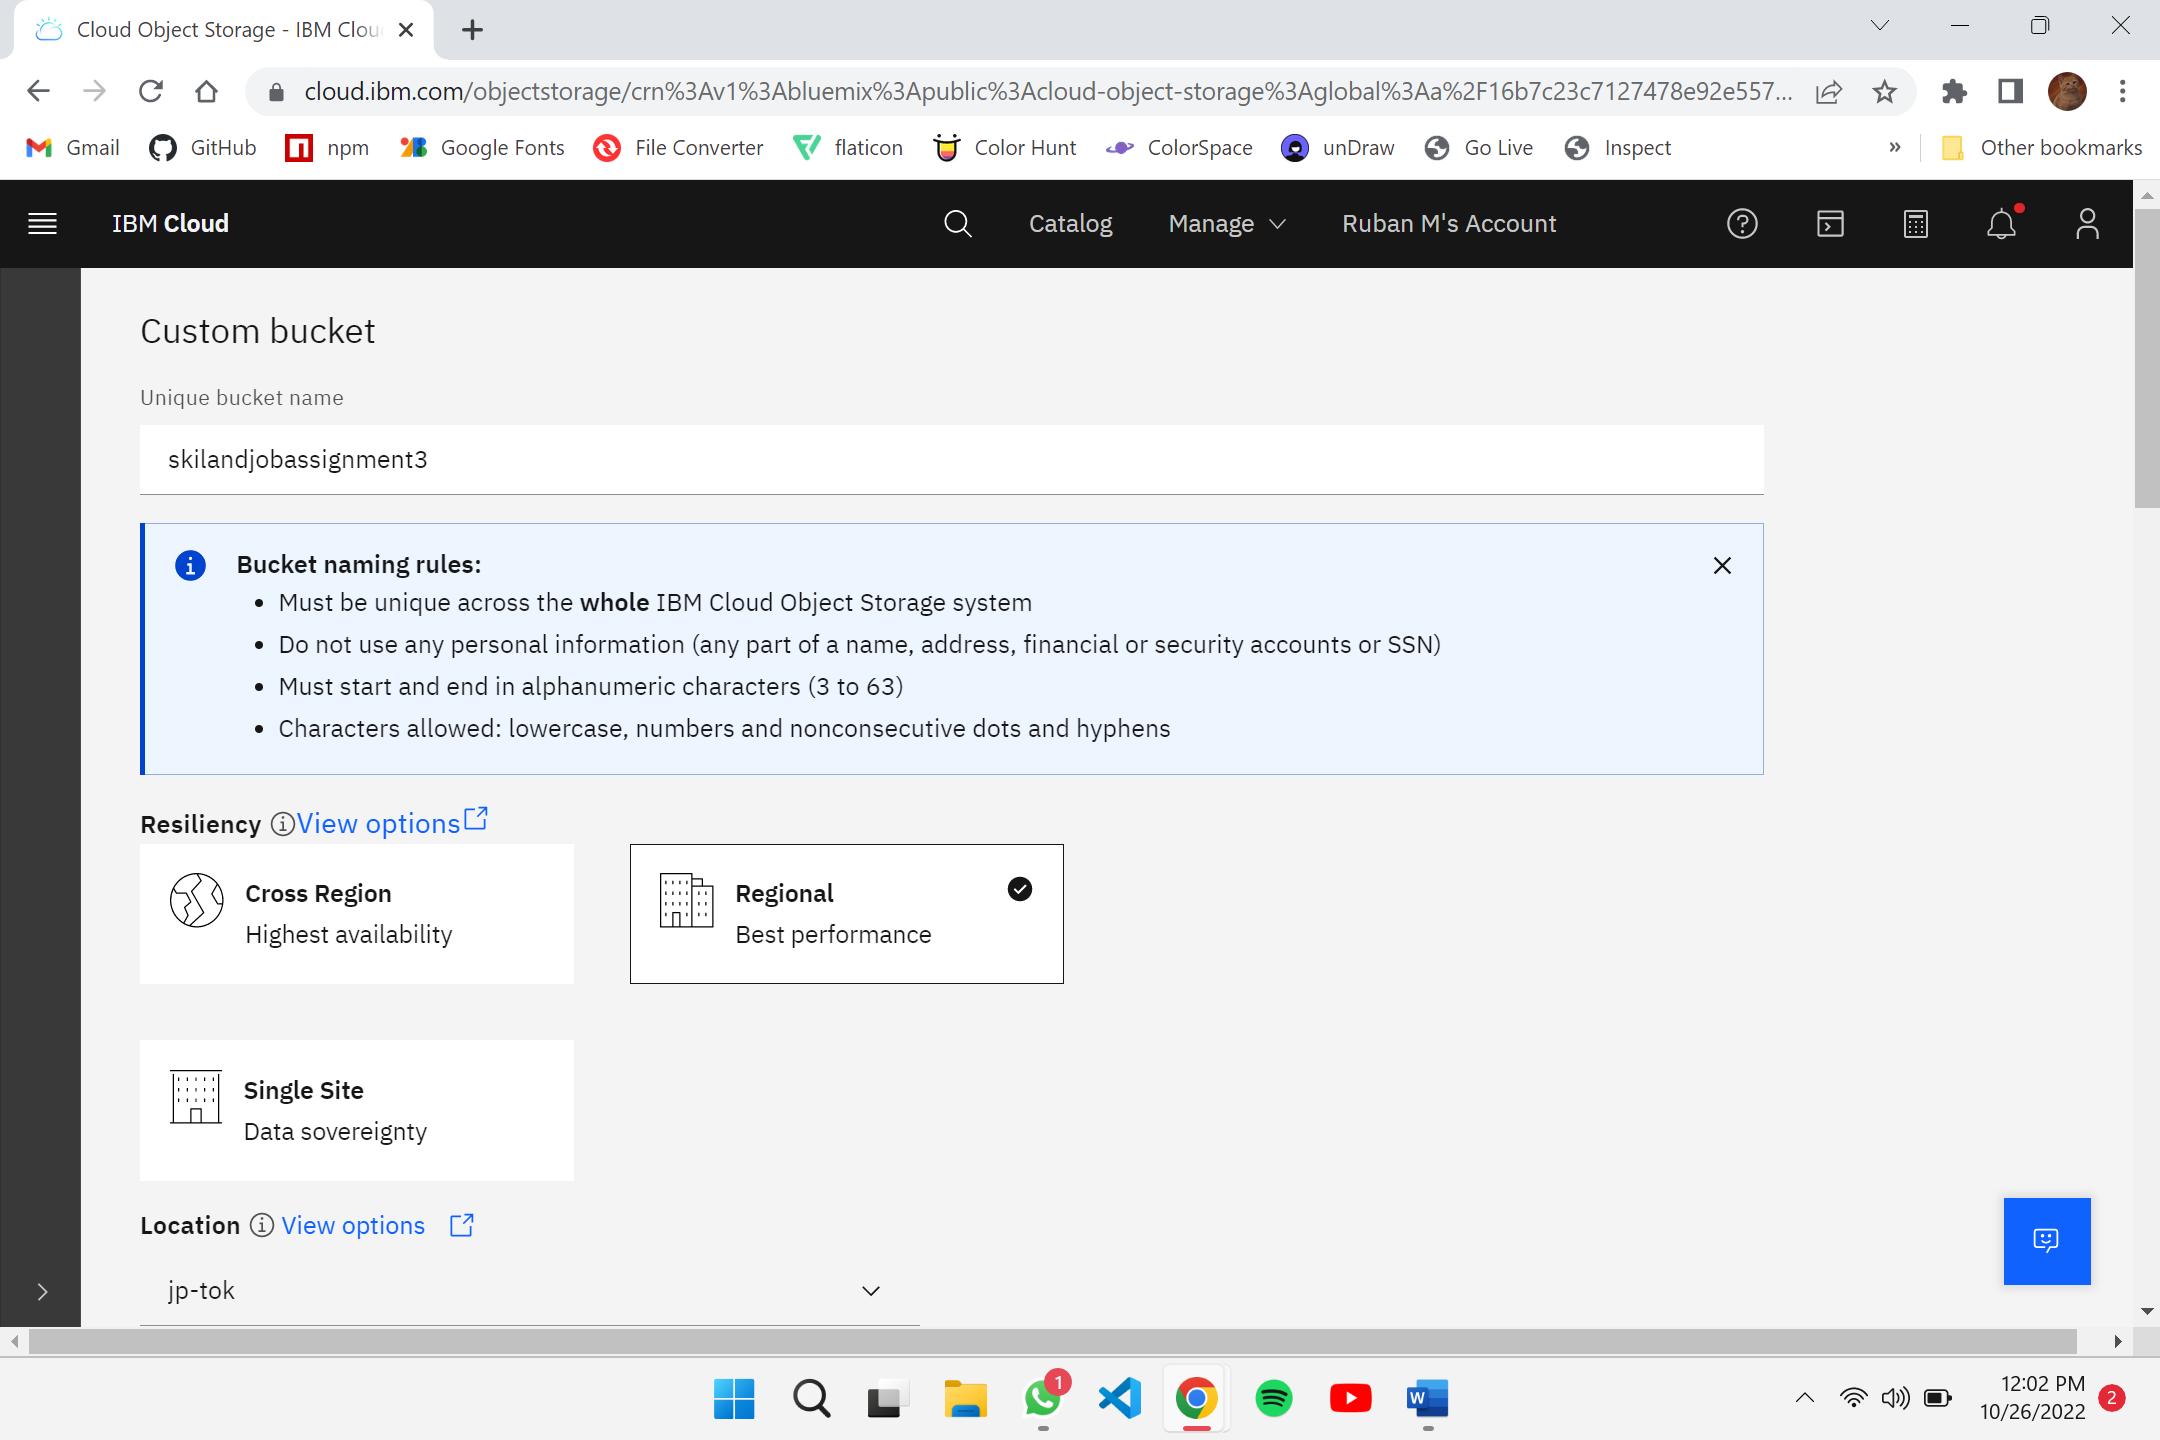 Cloud Object Storage - IBM Clou
cloud.ibm.com/objectstorage/crn%3Av1%3Abluemix%3Apublic%3Acloud-object-storage%3Aglobal%3Aa%2F16b7c23c7127478e92e557...
Gmail GitHub npm Google Fonts File Converter flaticon Color Hunt ColorSpace unDraw Go Live Inspect » Other bookmarks
IBM Cloud Catalog Manage Ruban M's Account
Custom bucket
Unique bucket name
skilandjobassignment3
Bucket naming rules:
• Must be unique across the whole IBM Cloud Object Storage system
• Do not use any personal information (any part of a name, address, financial or security accounts or SSN)
• Must start and end in alphanumeric characters (3 to 63)
• Characters allowed: lowercase, numbers and nonconsecutive dots and hyphens
Resiliency View options
Cross Region
Highest availability
Regional
Best performance
Single Site
Data sovereignty
Location View options
jp-tok
1
12:02 PM
10/26/2022
2